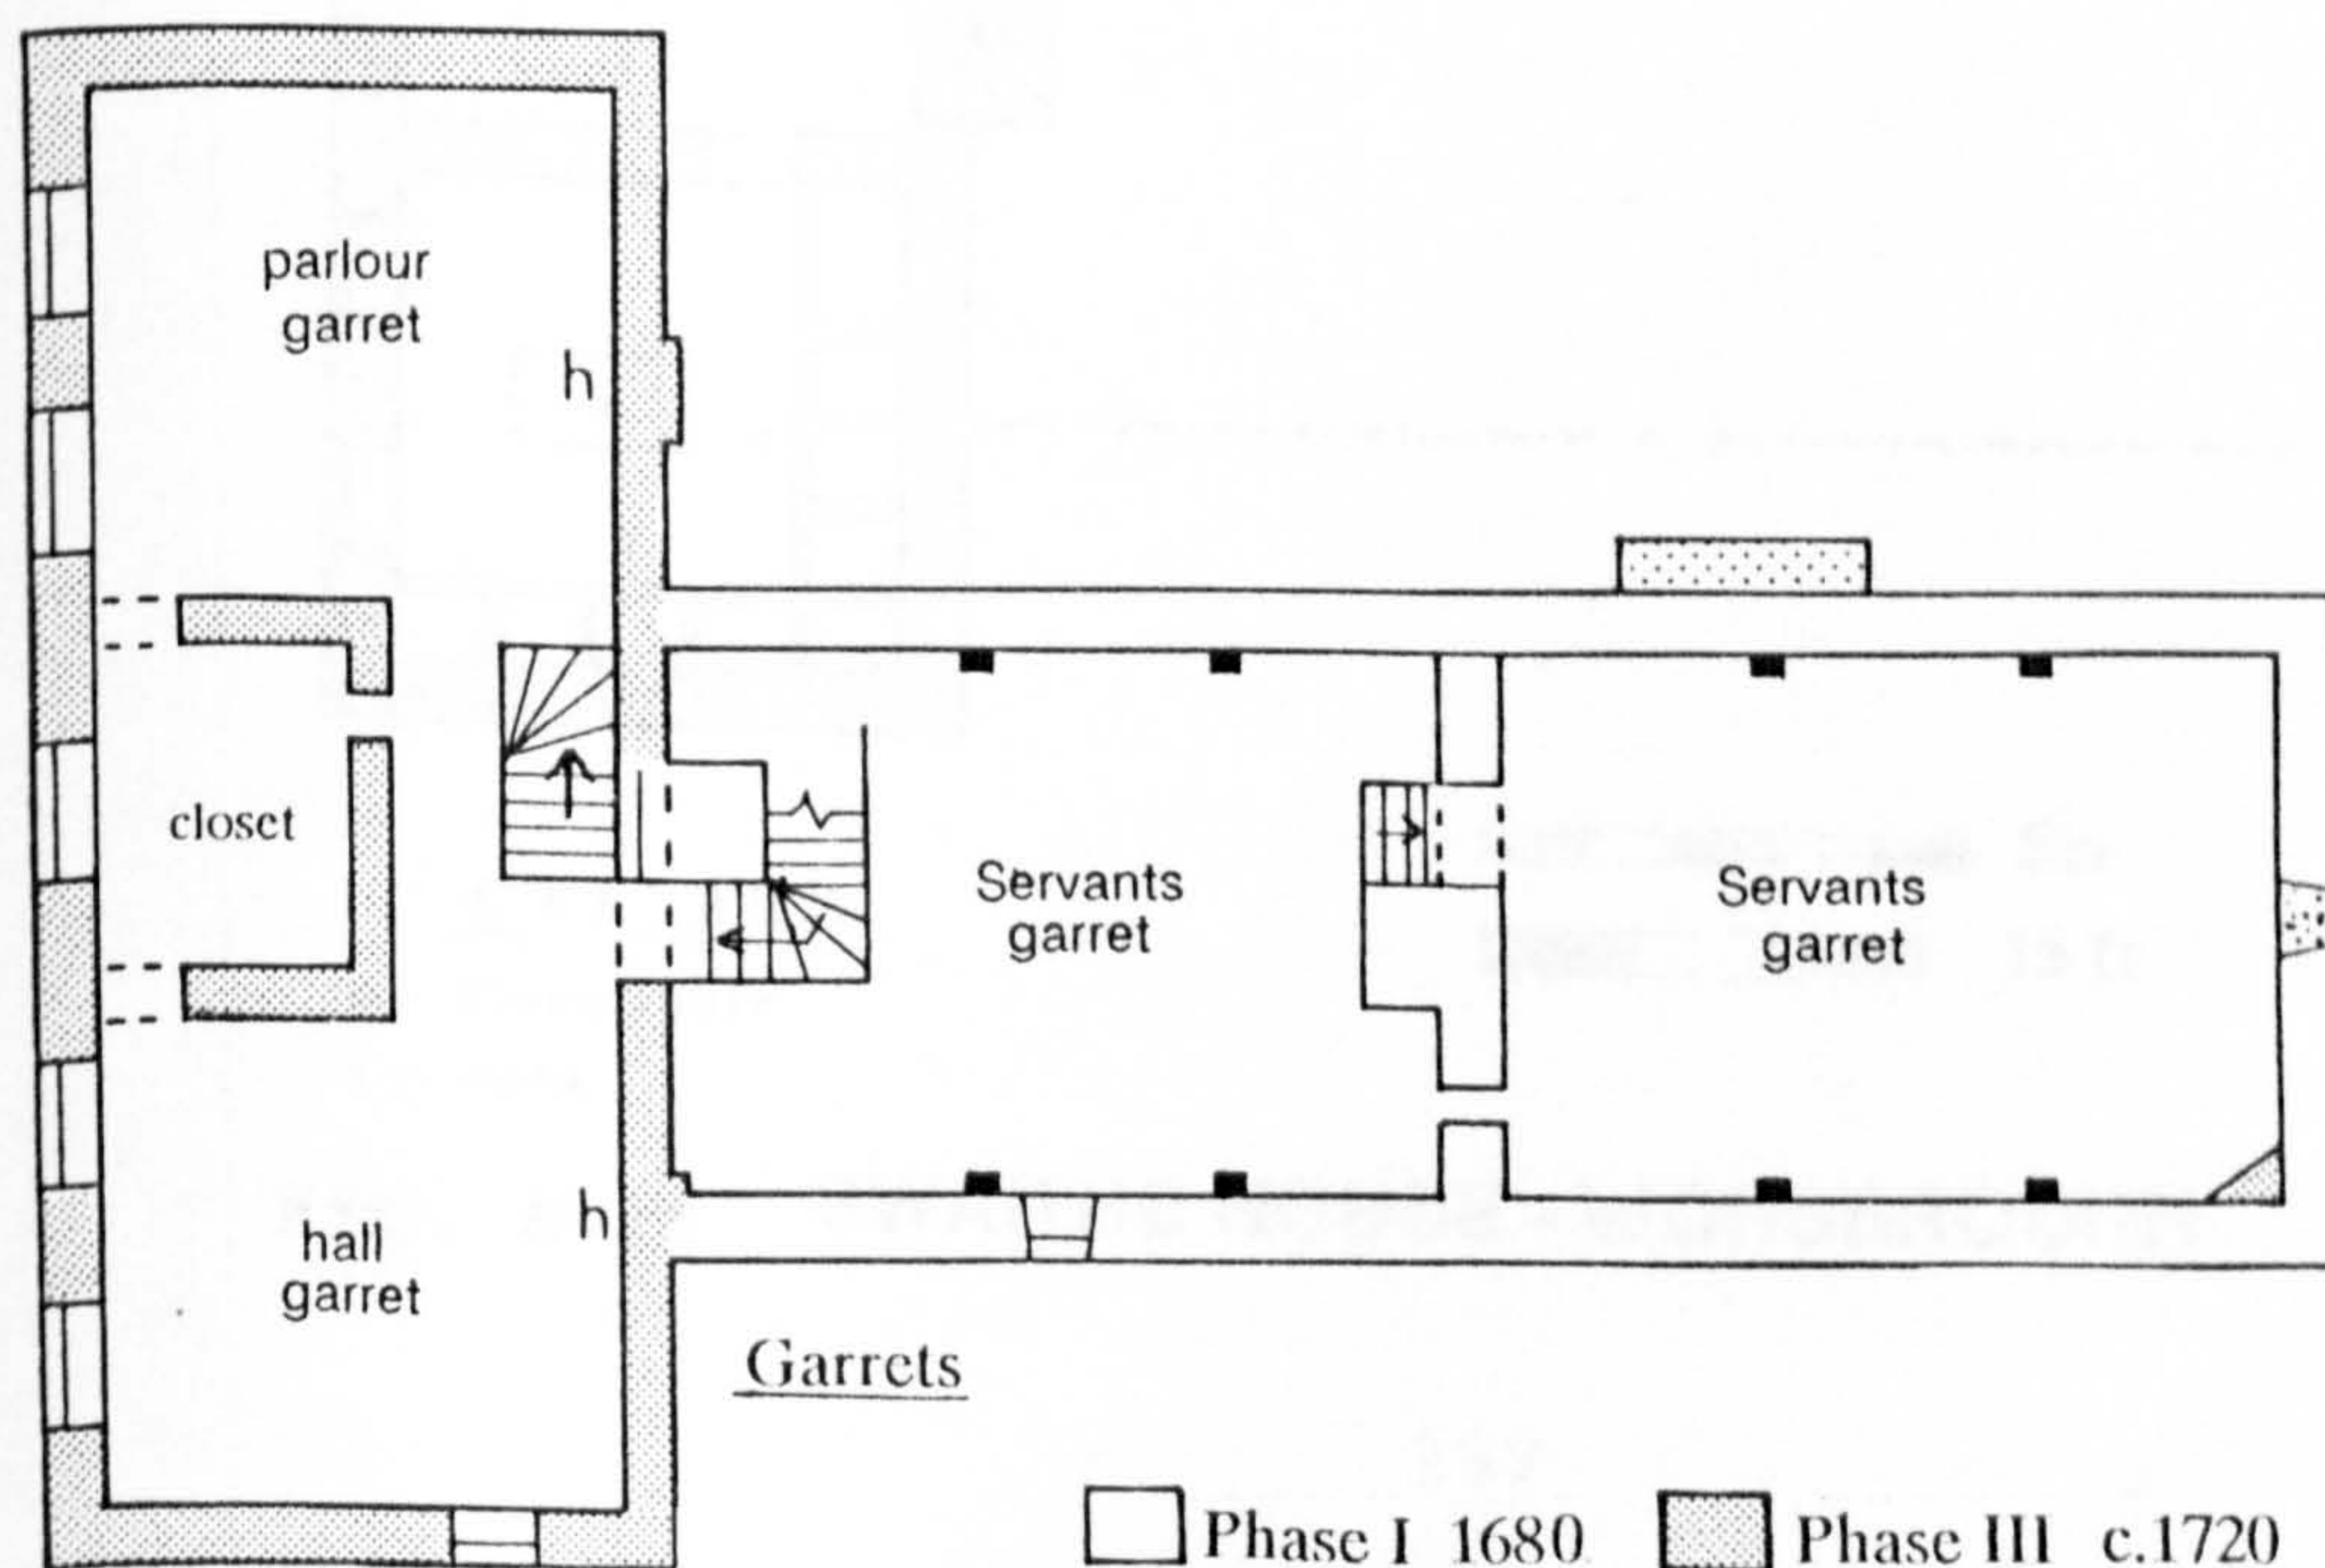 parlour
garret
h
closet
Servants
garret
Servants
garret
h
hall
garret
Garrets
Phase I 1680
Phase III c.1720